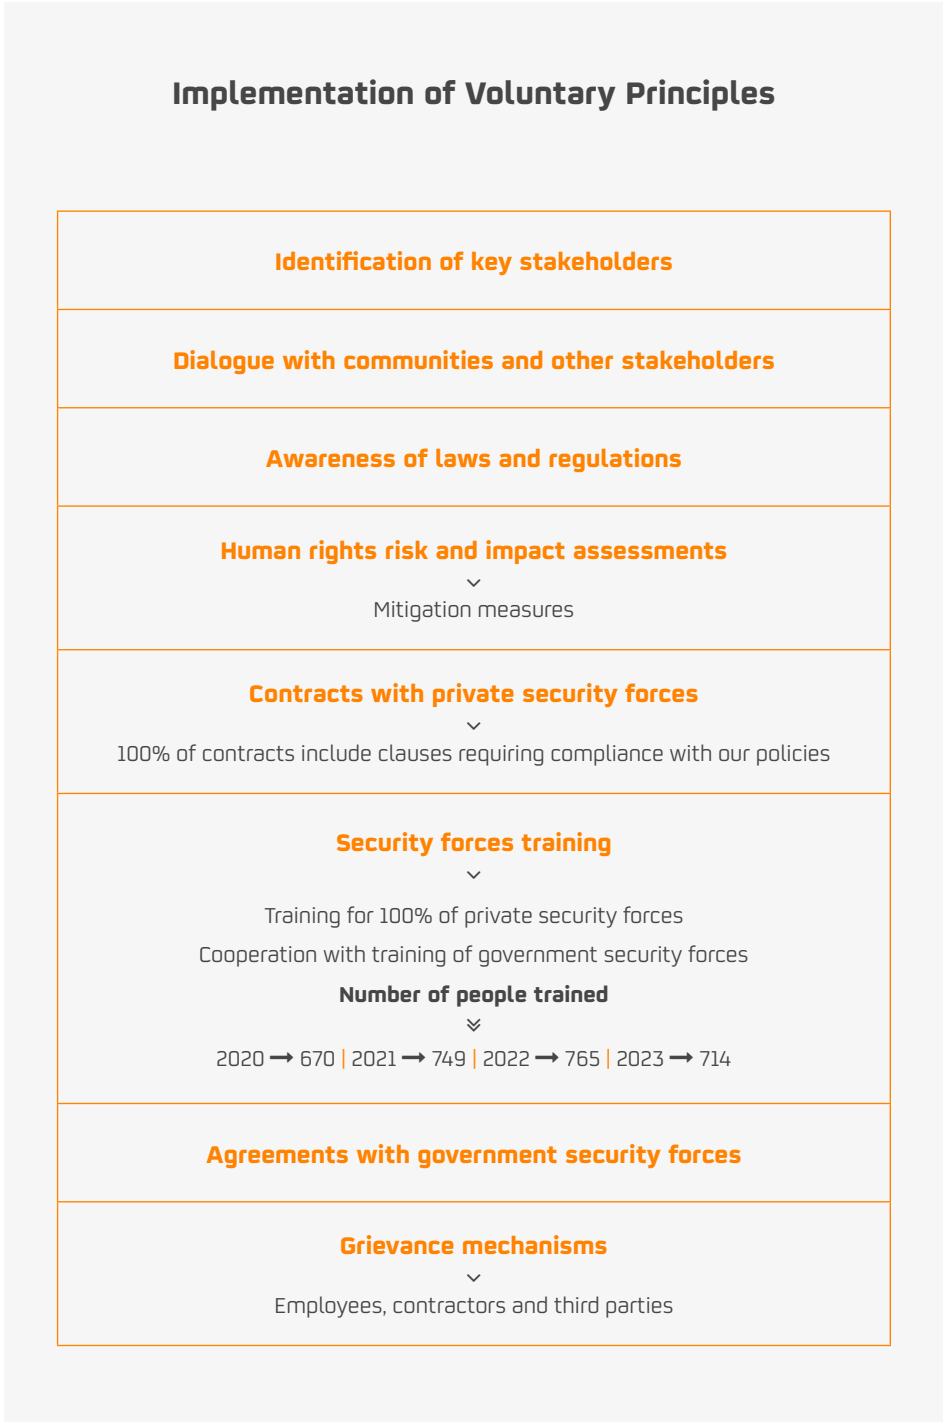 Implementation of Voluntary Principles
Identification of key stakeholders
Dialogue with communities and other stakeholders
Awareness of laws and regulations
Human rights risk and impact assessments
Mitigation measures
Contracts with private security forces
100% of contracts include clauses requiring compliance with our policies
Security forces training
Training for 100% of private security forces
Cooperation with training of government security forces
Number of people trained
2020 → 670 | 2021 → 749 | 2022 → 765 | 2023 → 714
Agreements with government security forces
Grievance mechanisms
Employees, contractors and third parties